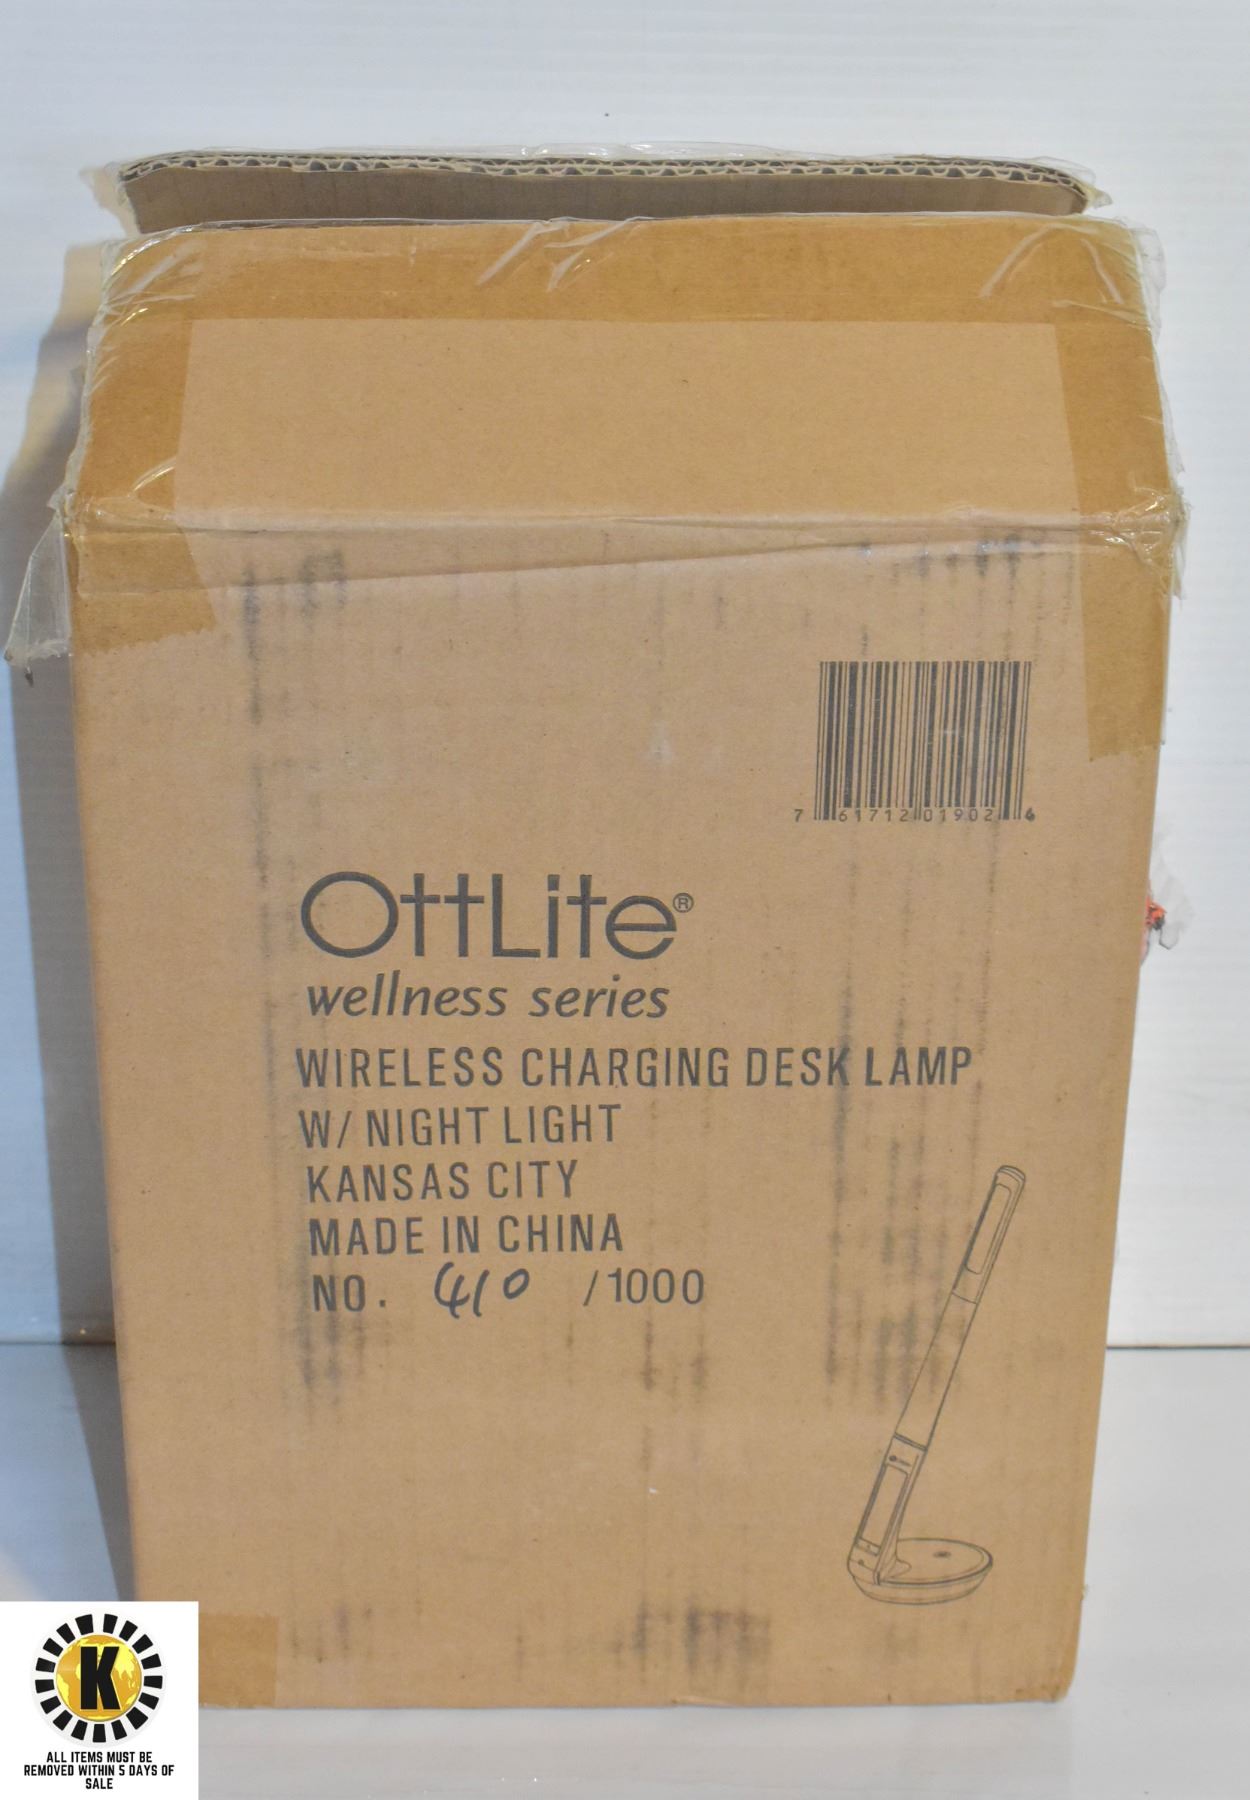 7 61712 01902 4
OttLite®
wellness series
WIRELESS CHARGING DESK LAMP
W/ NIGHT LIGHT
KANSAS CITY
MADE IN CHINA
NO. 410 /1000
K
ALL ITEMS MUST BE
REMOVED WITHIN 5 DAYS OF
SALE